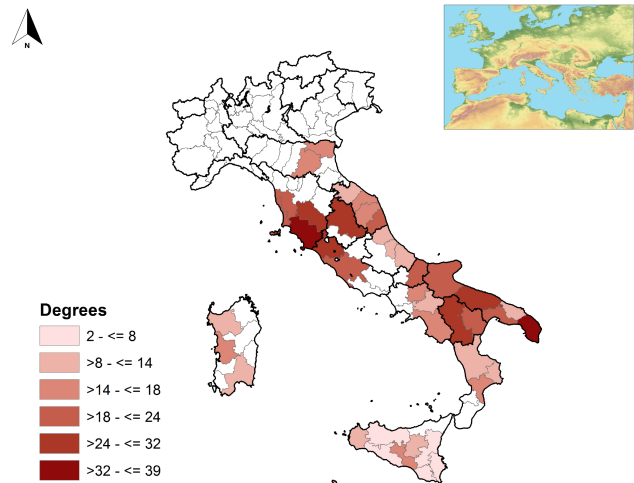 N
Degrees
2 - <= 8
>8 - <= 14
>14 - <= 18
>18 - <= 24
>24 - <= 32
>32 - <= 39